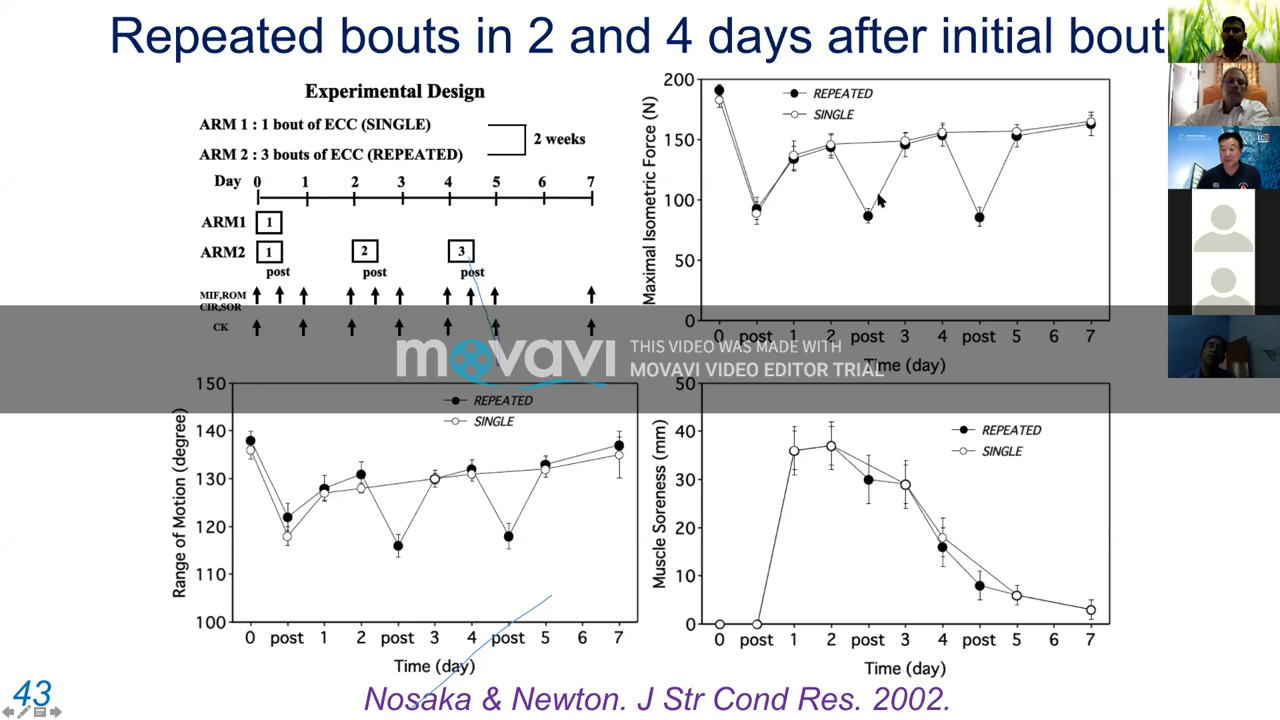 Repeated bouts in 2 and 4 days after initial bout
Experimental Design
ARM 1 : 1 bout of ECC (SINGLE)
ARM 2 : 3 bouts of ECC (REPEATED)
2 weeks
Day 0 1 2 3 4 5 6 7
ARM1 1
ARM2 1 2 3
post post post
MIF,ROM
CIR,SOR
CK
Maximal Isometric Force (N)
200
150
100
50
0
REPEATED
SINGLE
0 post 1 2 post 3 4 post 5 7
Time (day)
movavi
THIS VIDEO WAS MADE WITH
MOVAVI VIDEO EDITOR TRIAL
Range of Motion (degree)
150
140
130
120
110
100
REPEATED
SINGLE
0 post 1 2 post 3 4 post 5 7
Time (day)
Muscle Soreness (mm)
50
40
30
20
10
0
REPEATED
SINGLE
0 post 1 2 post 3 4 post 5 7
Time (day)
43
Nosaka & Newton. J Str Cond Res. 2002.